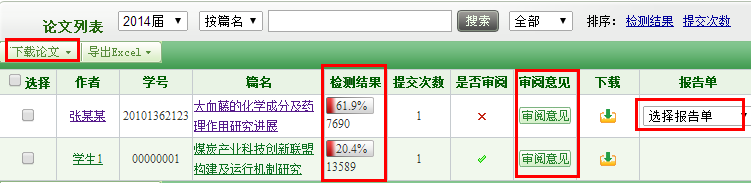 论文列表 2014届 按篇名 搜索 全部 排序： 检测结果 提交次数
下载论文 导出Excel
选择 作者 学号 篇名 检测结果 提交次数 是否审阅 审阅意见 下载 报告单
张某某 20101362123 大血藤的化学成分及药理作用研究进展 61.9% 7690 1 审阅意见 选择报告单
学生1 00000001 煤炭产业科技创新联盟构建及运行机制研究 20.4% 13589 1 审阅意见